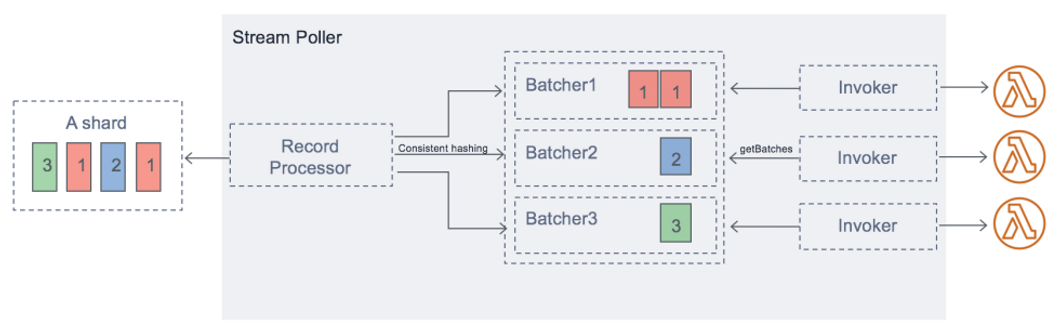 Stream Poller
A shard
3 1 2 1
Record
Processor
Consistent hashing
Batcher1
1 1
Batcher2
2
Batcher3
3
getBatches
Invoker
Invoker
Invoker